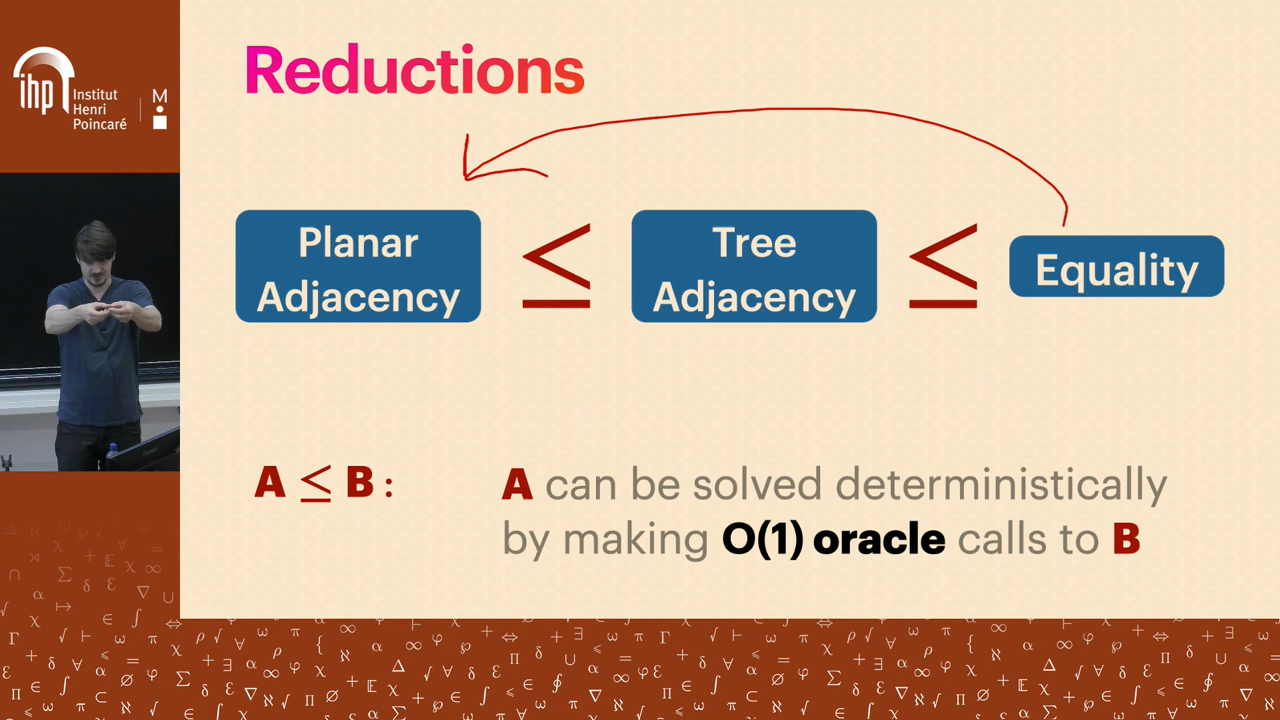 ihp
Institut
Henri
Poincaré
M
Reductions
Planar
Adjacency
≤
Tree
Adjacency
≤
Equality
A ≤ B :
A can be solved deterministically
by making O(1) oracle calls to B